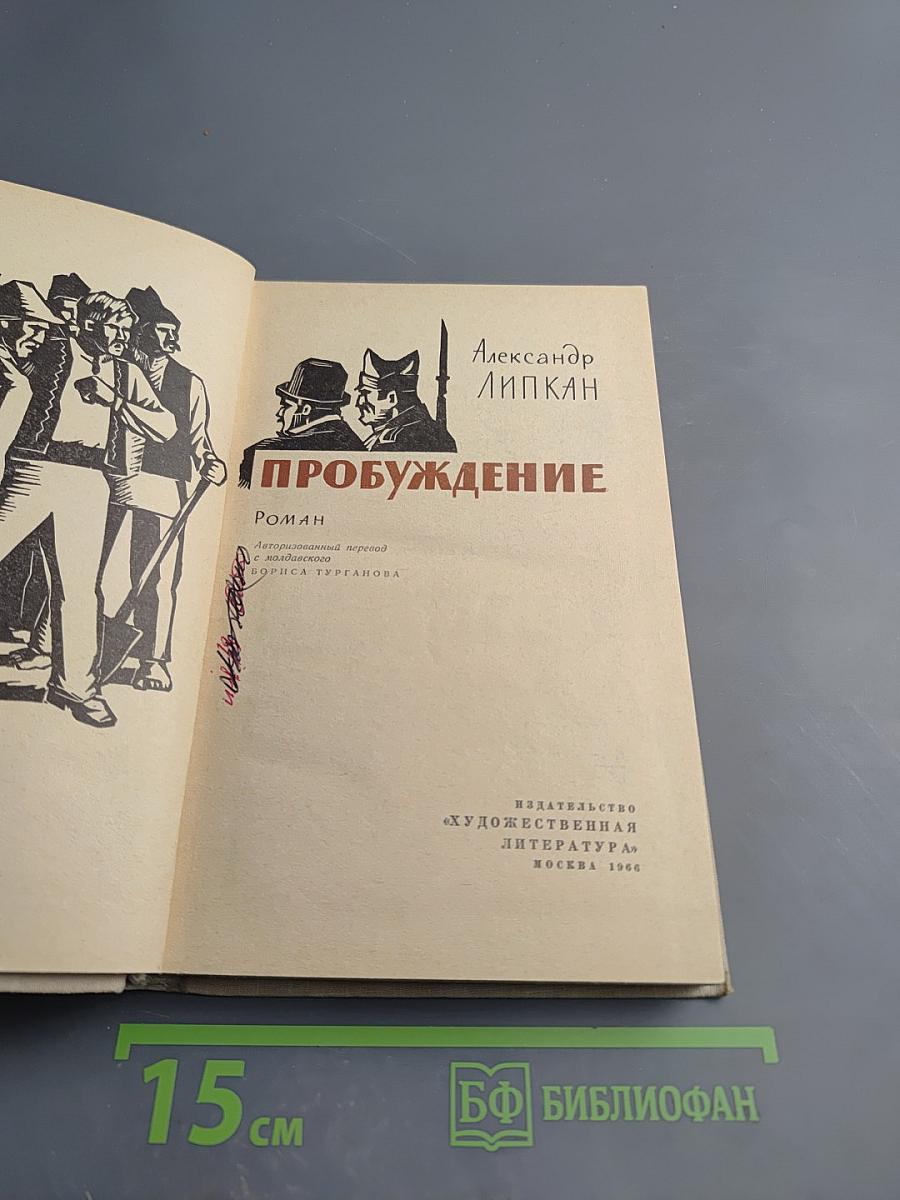 Александр
ЛИПКАН
ПРОБУЖДЕНИЕ
Роман
Авторизованный перевод
с молдавского
БОРИСА ТУРГАНОВА
ИЗДАТЕЛЬСТВО
«ХУДОЖЕСТВЕННАЯ
ЛИТЕРАТУРА»
МОСКВА 1966
15 см
БФ БИБЛИОФАН